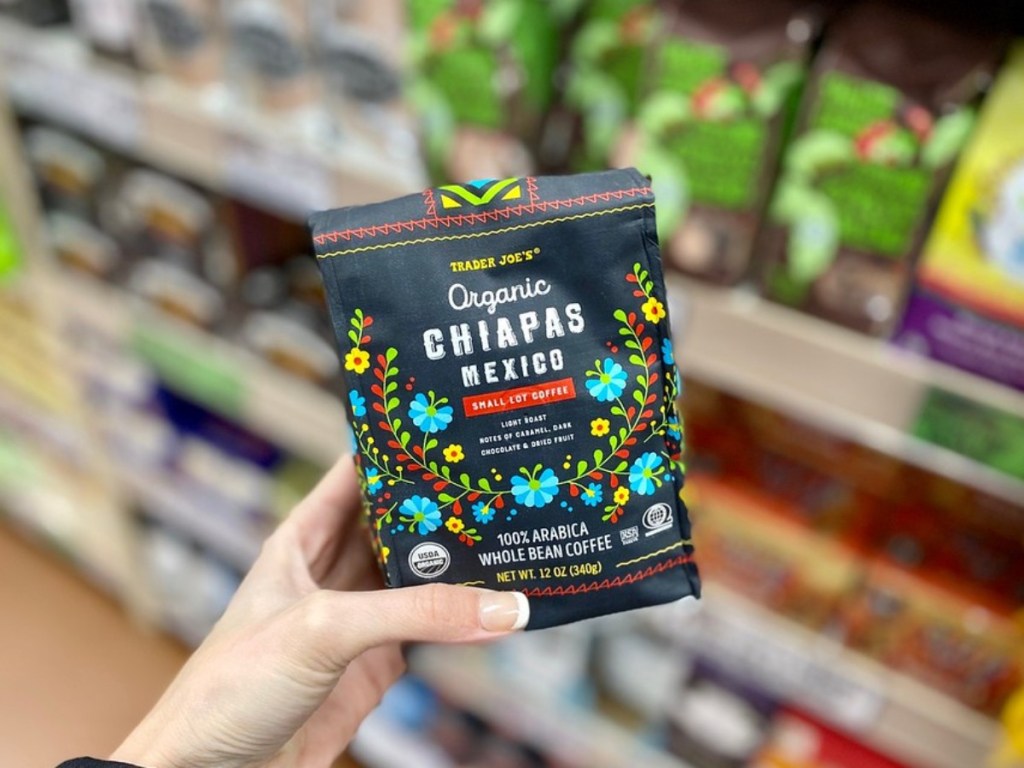 TRADER JOE'S®
Organic
CHIAPAS
MEXICO
SMALL LOT COFFEE
LIGHT ROAST
NOTES OF CARAMEL, DARK
CHOCOLATE & DRIED FRUIT
100% ARABICA
WHOLE BEAN COFFEE
NET WT. 12 OZ (340g)
USDA
ORGANIC